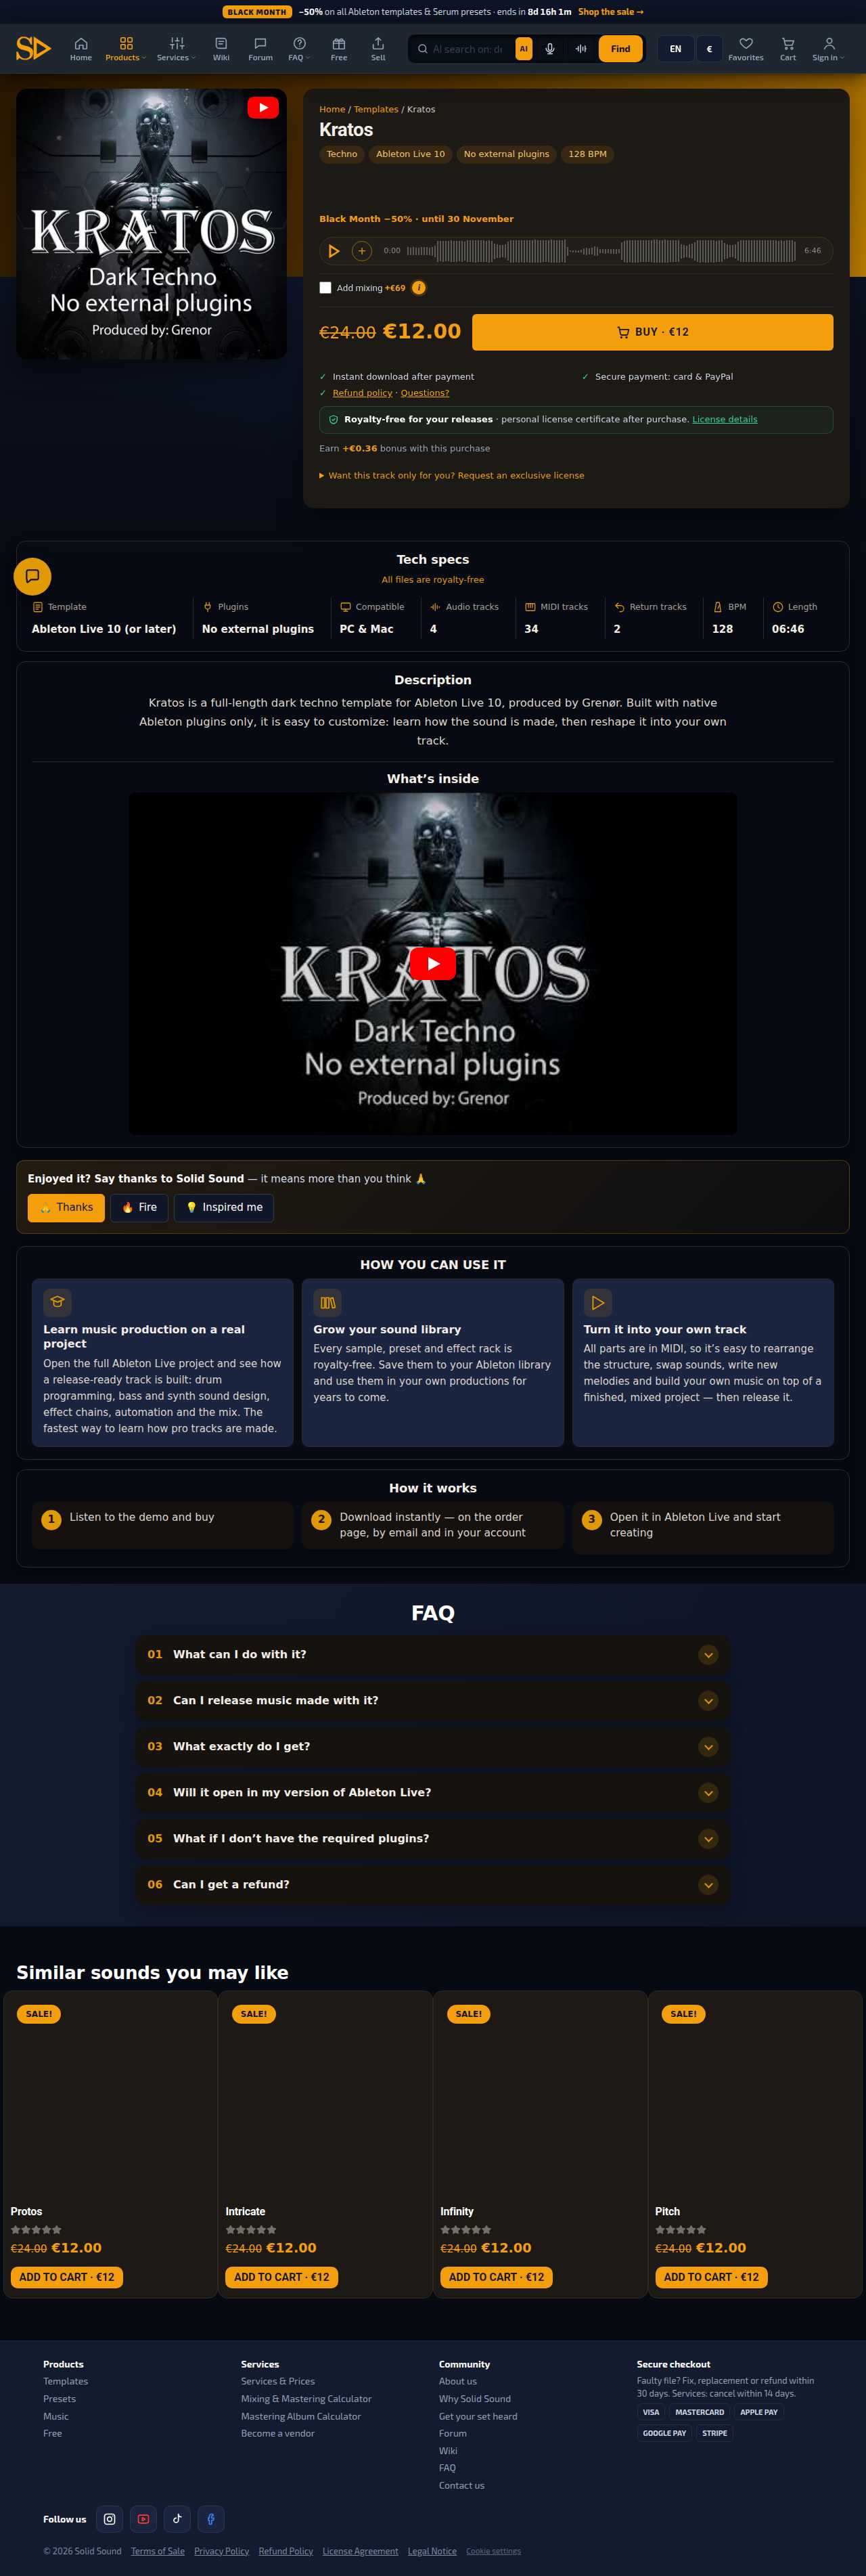 BLACK MONTH −50% on all Ableton templates & Serum presets · ends in 8d 16h 1m Shop the sale →
Home
Products
Services
Wiki
Forum
FAQ
Free
Sell
AI search on: de
AI
Find
EN
€
Favorites
Cart
Sign in
KRATOS
Dark Techno
No external plugins
Produced by: Grenor
Home / Templates / Kratos
Kratos
Techno
Ableton Live 10
No external plugins
128 BPM
Black Month −50% · until 30 November
0:00
6:46
Add mixing +€69
i
€24.00 €12.00
BUY · €12
✓ Instant download after payment
✓ Secure payment: card & PayPal
✓ Refund policy · Questions?
Royalty-free for your releases · personal license certificate after purchase. License details
Earn +€0.36 bonus with this purchase
Want this track only for you? Request an exclusive license
Tech specs
All files are royalty-free
Template
Ableton Live 10 (or later)
Plugins
No external plugins
Compatible
PC & Mac
Audio tracks
4
MIDI tracks
34
Return tracks
2
BPM
128
Length
06:46
Description
Kratos is a full-length dark techno template for Ableton Live 10, produced by Grenør. Built with native
Ableton plugins only, it is easy to customize: learn how the sound is made, then reshape it into your own
track.
What’s inside
KRATOS
Dark Techno
No external plugins
Produced by: Grenor
Enjoyed it? Say thanks to Solid Sound — it means more than you think 🙏
🙏 Thanks
🔥 Fire
💡 Inspired me
HOW YOU CAN USE IT
Learn music production on a real
project
Open the full Ableton Live project and see how
a release-ready track is built: drum
programming, bass and synth sound design,
effect chains, automation and the mix. The
fastest way to learn how pro tracks are made.
Grow your sound library
Every sample, preset and effect rack is
royalty-free. Save them to your Ableton library
and use them in your own productions for
years to come.
Turn it into your own track
All parts are in MIDI, so it’s easy to rearrange
the structure, swap sounds, write new
melodies and build your own music on top of a
finished, mixed project — then release it.
How it works
1 Listen to the demo and buy
2 Download instantly — on the order
page, by email and in your account
3 Open it in Ableton Live and start
creating
FAQ
01 What can I do with it?
02 Can I release music made with it?
03 What exactly do I get?
04 Will it open in my version of Ableton Live?
05 What if I don’t have the required plugins?
06 Can I get a refund?
Similar sounds you may like
SALE!
Protos
€24.00 €12.00
ADD TO CART · €12
SALE!
Intricate
€24.00 €12.00
ADD TO CART · €12
SALE!
Infinity
€24.00 €12.00
ADD TO CART · €12
SALE!
Pitch
€24.00 €12.00
ADD TO CART · €12
Products
Templates
Presets
Music
Free
Services
Services & Prices
Mixing & Mastering Calculator
Mastering Album Calculator
Become a vendor
Community
About us
Why Solid Sound
Get your set heard
Forum
Wiki
FAQ
Contact us
Secure checkout
Faulty file? Fix, replacement or refund within
30 days. Services: cancel within 14 days.
VISA
MASTERCARD
APPLE PAY
GOOGLE PAY
STRIPE
Follow us
© 2026 Solid Sound Terms of Sale Privacy Policy Refund Policy License Agreement Legal Notice Cookie settings